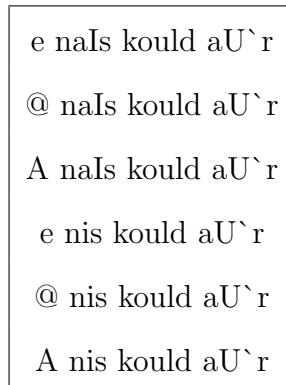 e naIs kould aU`r
@ naIs kould aU`r
A naIs kould aU`r
e nis kould aU`r
@ nis kould aU`r
A nis kould aU`r